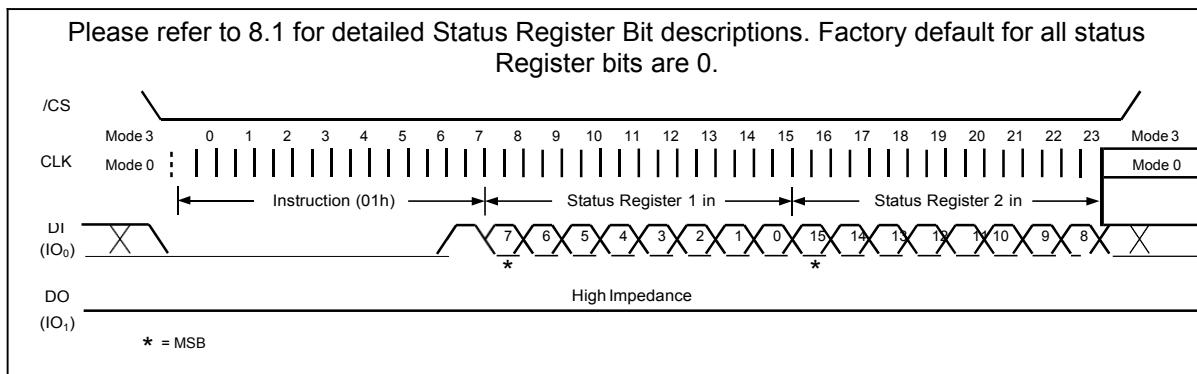 Please refer to 8.1 for detailed Status Register Bit descriptions. Factory default for all status
Register bits are 0.
/CS
Mode 3 0 1 2 3 4 5 6 7 8 9 10 11 12 13 14 15 16 17 18 19 20 21 22 23 Mode 3
CLK Mode 0 Mode 0
Instruction (01h) Status Register 1 in Status Register 2 in
DI
(IO0) 7 6 5 4 3 2 1 0 15 14 13 12 11 10 9 8
* *
DO High Impedance
(IO1)
* = MSB